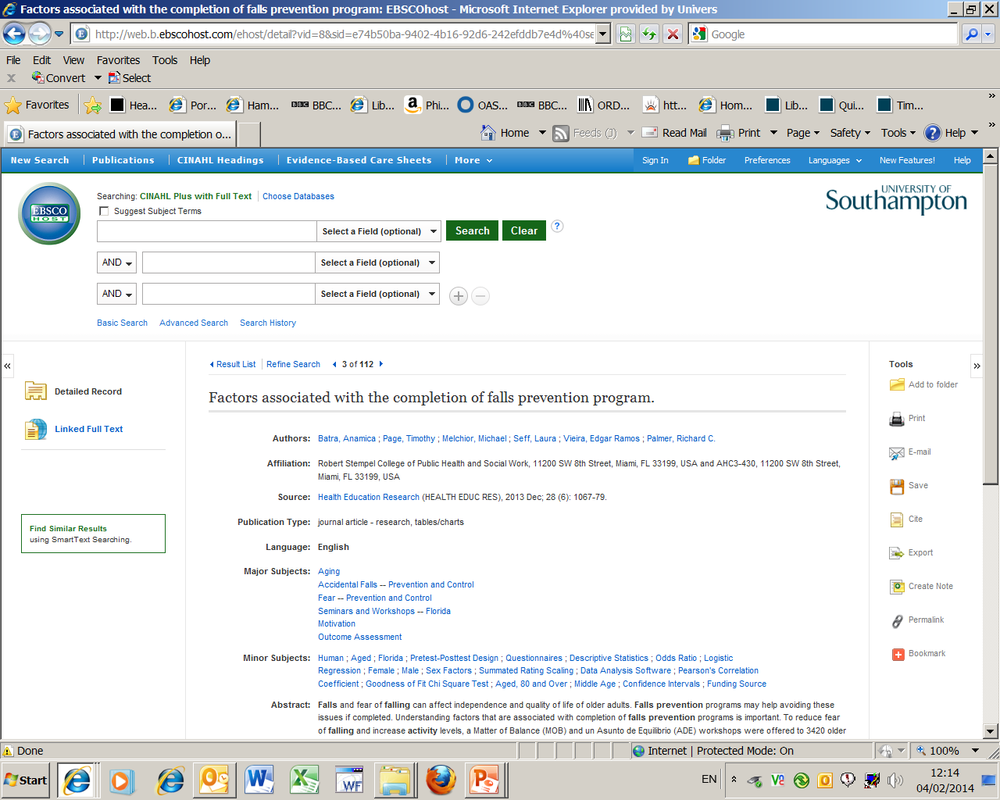 Factors associated with the completion of falls prevention program: EBSCOhost - Microsoft Internet Explorer provided by Univers
http://web.b.ebscohost.com/ehost/detail?vid=8&sid=e74b50ba-9402-4b16-92d6-242efddb7e4d%40se
Google
File Edit View Favorites Tools Help
x Convert Select
Favorites Hea... Por... Ham... BBC BBC... Lib... Phi... OAS... BBC BBC... ORD... htt... Hom... Lib... Qui... Tim... »
Factors associated with the completion o... Home Feeds (J) Read Mail Print Page Safety Tools Help »
New Search Publications CINAHL Headings Evidence-Based Care Sheets More Sign In Folder Preferences Languages New Features! Help
EBSCO
HOST
Searching: CINAHL Plus with Full Text Choose Databases
Suggest Subject Terms
UNIVERSITY OF
Southampton
Select a Field (optional) Search Clear ?
AND Select a Field (optional)
AND Select a Field (optional)
Basic Search Advanced Search Search History
« Result List Refine Search 3 of 112 Tools »
Detailed Record
Linked Full Text
Find Similar Results
using SmartText Searching.
Factors associated with the completion of falls prevention program.
Authors: Batra, Anamica ; Page, Timothy ; Melchior, Michael ; Seff, Laura ; Vieira, Edgar Ramos ; Palmer, Richard C.
Affiliation: Robert Stempel College of Public Health and Social Work, 11200 SW 8th Street, Miami, FL 33199, USA and AHC3-430, 11200 SW 8th Street,
Miami, FL 33199, USA
Source: Health Education Research (HEALTH EDUC RES), 2013 Dec; 28 (6): 1067-79.
Publication Type: journal article - research, tables/charts
Language: English
Major Subjects: Aging
Accidental Falls -- Prevention and Control
Fear -- Prevention and Control
Seminars and Workshops -- Florida
Motivation
Outcome Assessment
Minor Subjects: Human ; Aged ; Florida ; Pretest-Posttest Design ; Questionnaires ; Descriptive Statistics ; Odds Ratio ; Logistic
Regression ; Female ; Male ; Sex Factors ; Summated Rating Scaling ; Data Analysis Software ; Pearson's Correlation
Coefficient ; Goodness of Fit Chi Square Test ; Aged, 80 and Over ; Middle Age ; Confidence Intervals ; Funding Source
Abstract: Falls and fear of falling can affect independence and quality of life of older adults. Falls prevention programs may help avoiding these
issues if completed. Understanding factors that are associated with completion of falls prevention programs is important. To reduce fear
of falling and increase activity levels, a Matter of Balance (MOB) and un Asunto de Equilibrio (ADE) workshops were offered to 3420 older
Add to folder
Print
E-mail
Save
Cite
Export
Create Note
Permalink
Bookmark
Done Internet | Protected Mode: On 100%
Start WF EN 12:14
04/02/2014